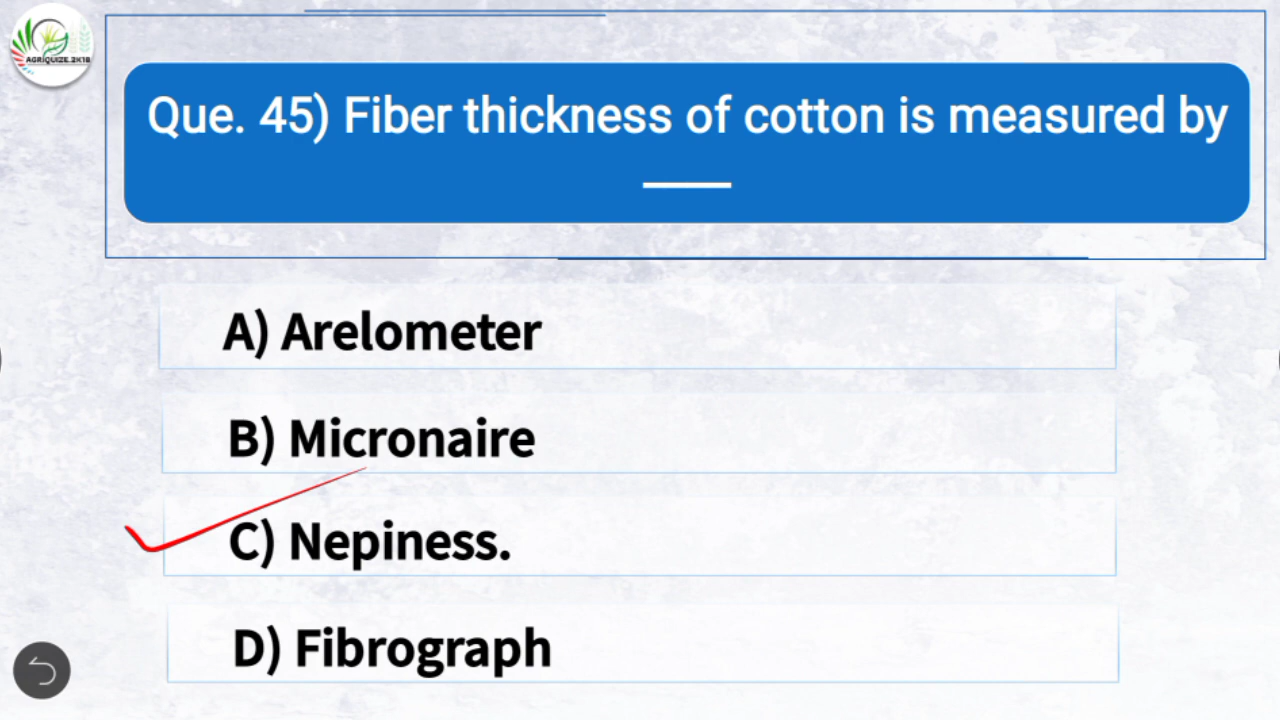 AGRIQUIZE.2K18
Que. 45) Fiber thickness of cotton is measured by
____
A) Arelometer
B) Micronaire
C) Nepiness.
D) Fibrograph